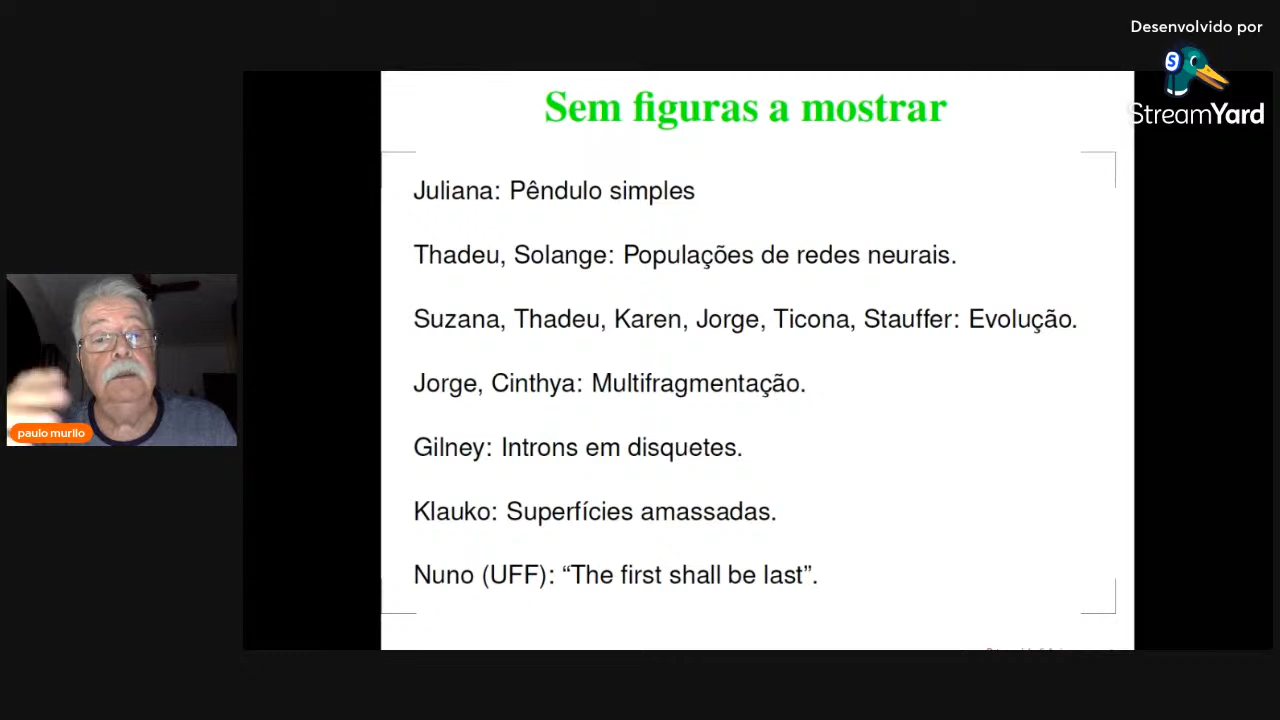 Desenvolvido por
StreamYard
Sem figuras a mostrar
Juliana: Pêndulo simples
Thadeu, Solange: Populações de redes neurais.
Suzana, Thadeu, Karen, Jorge, Ticona, Stauffer: Evolução.
Jorge, Cinthya: Multifragmentação.
paulo murilo
Gilney: Introns em disquetes.
Klauko: Superfícies amassadas.
Nuno (UFF): “The first shall be last”.